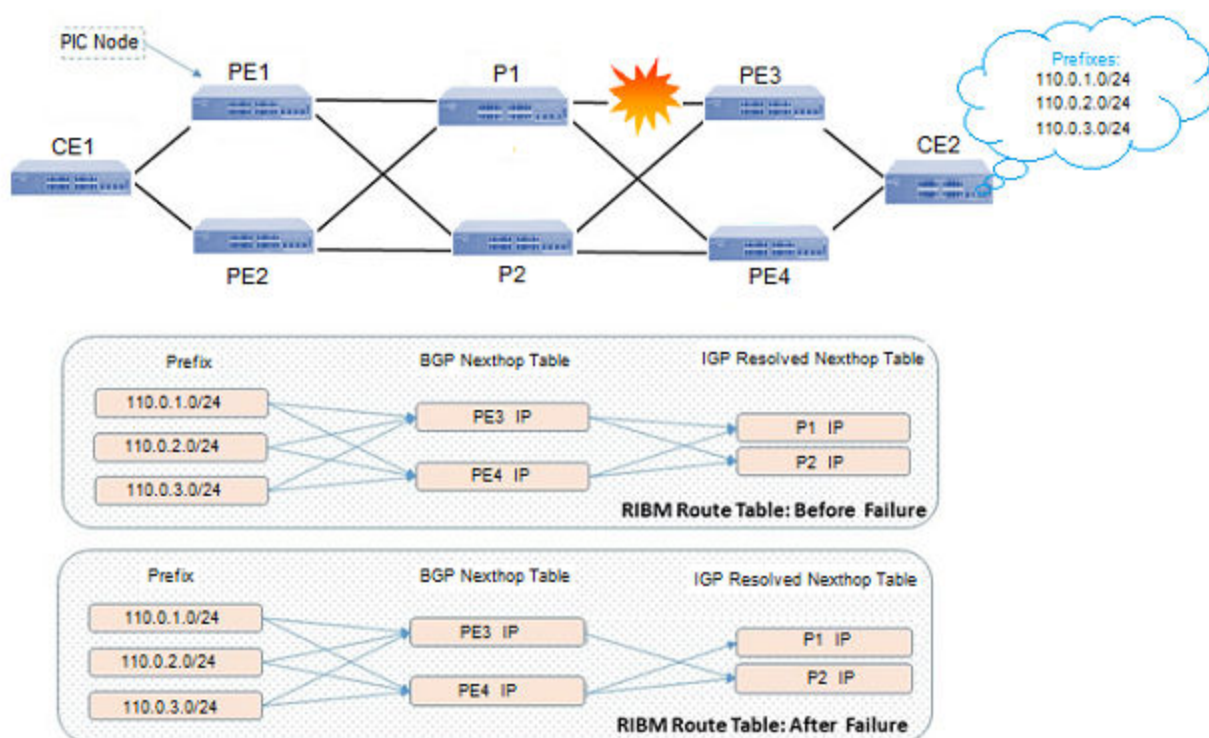 PIC Node
PE1
P1
PE3
Prefixes:
110.0.1.0/24
110.0.2.0/24
110.0.3.0/24
CE1
CE2
PE2
P2
PE4
Prefix
BGP Nexthop Table
IGP Resolved Nexthop Table
110.0.1.0/24
110.0.2.0/24
110.0.3.0/24
PE3 IP
PE4 IP
P1 IP
P2 IP
RIBM Route Table: Before Failure
Prefix
BGP Nexthop Table
IGP Resolved Nexthop Table
110.0.1.0/24
110.0.2.0/24
110.0.3.0/24
PE3 IP
PE4 IP
P1 IP
P2 IP
RIBM Route Table: After Failure